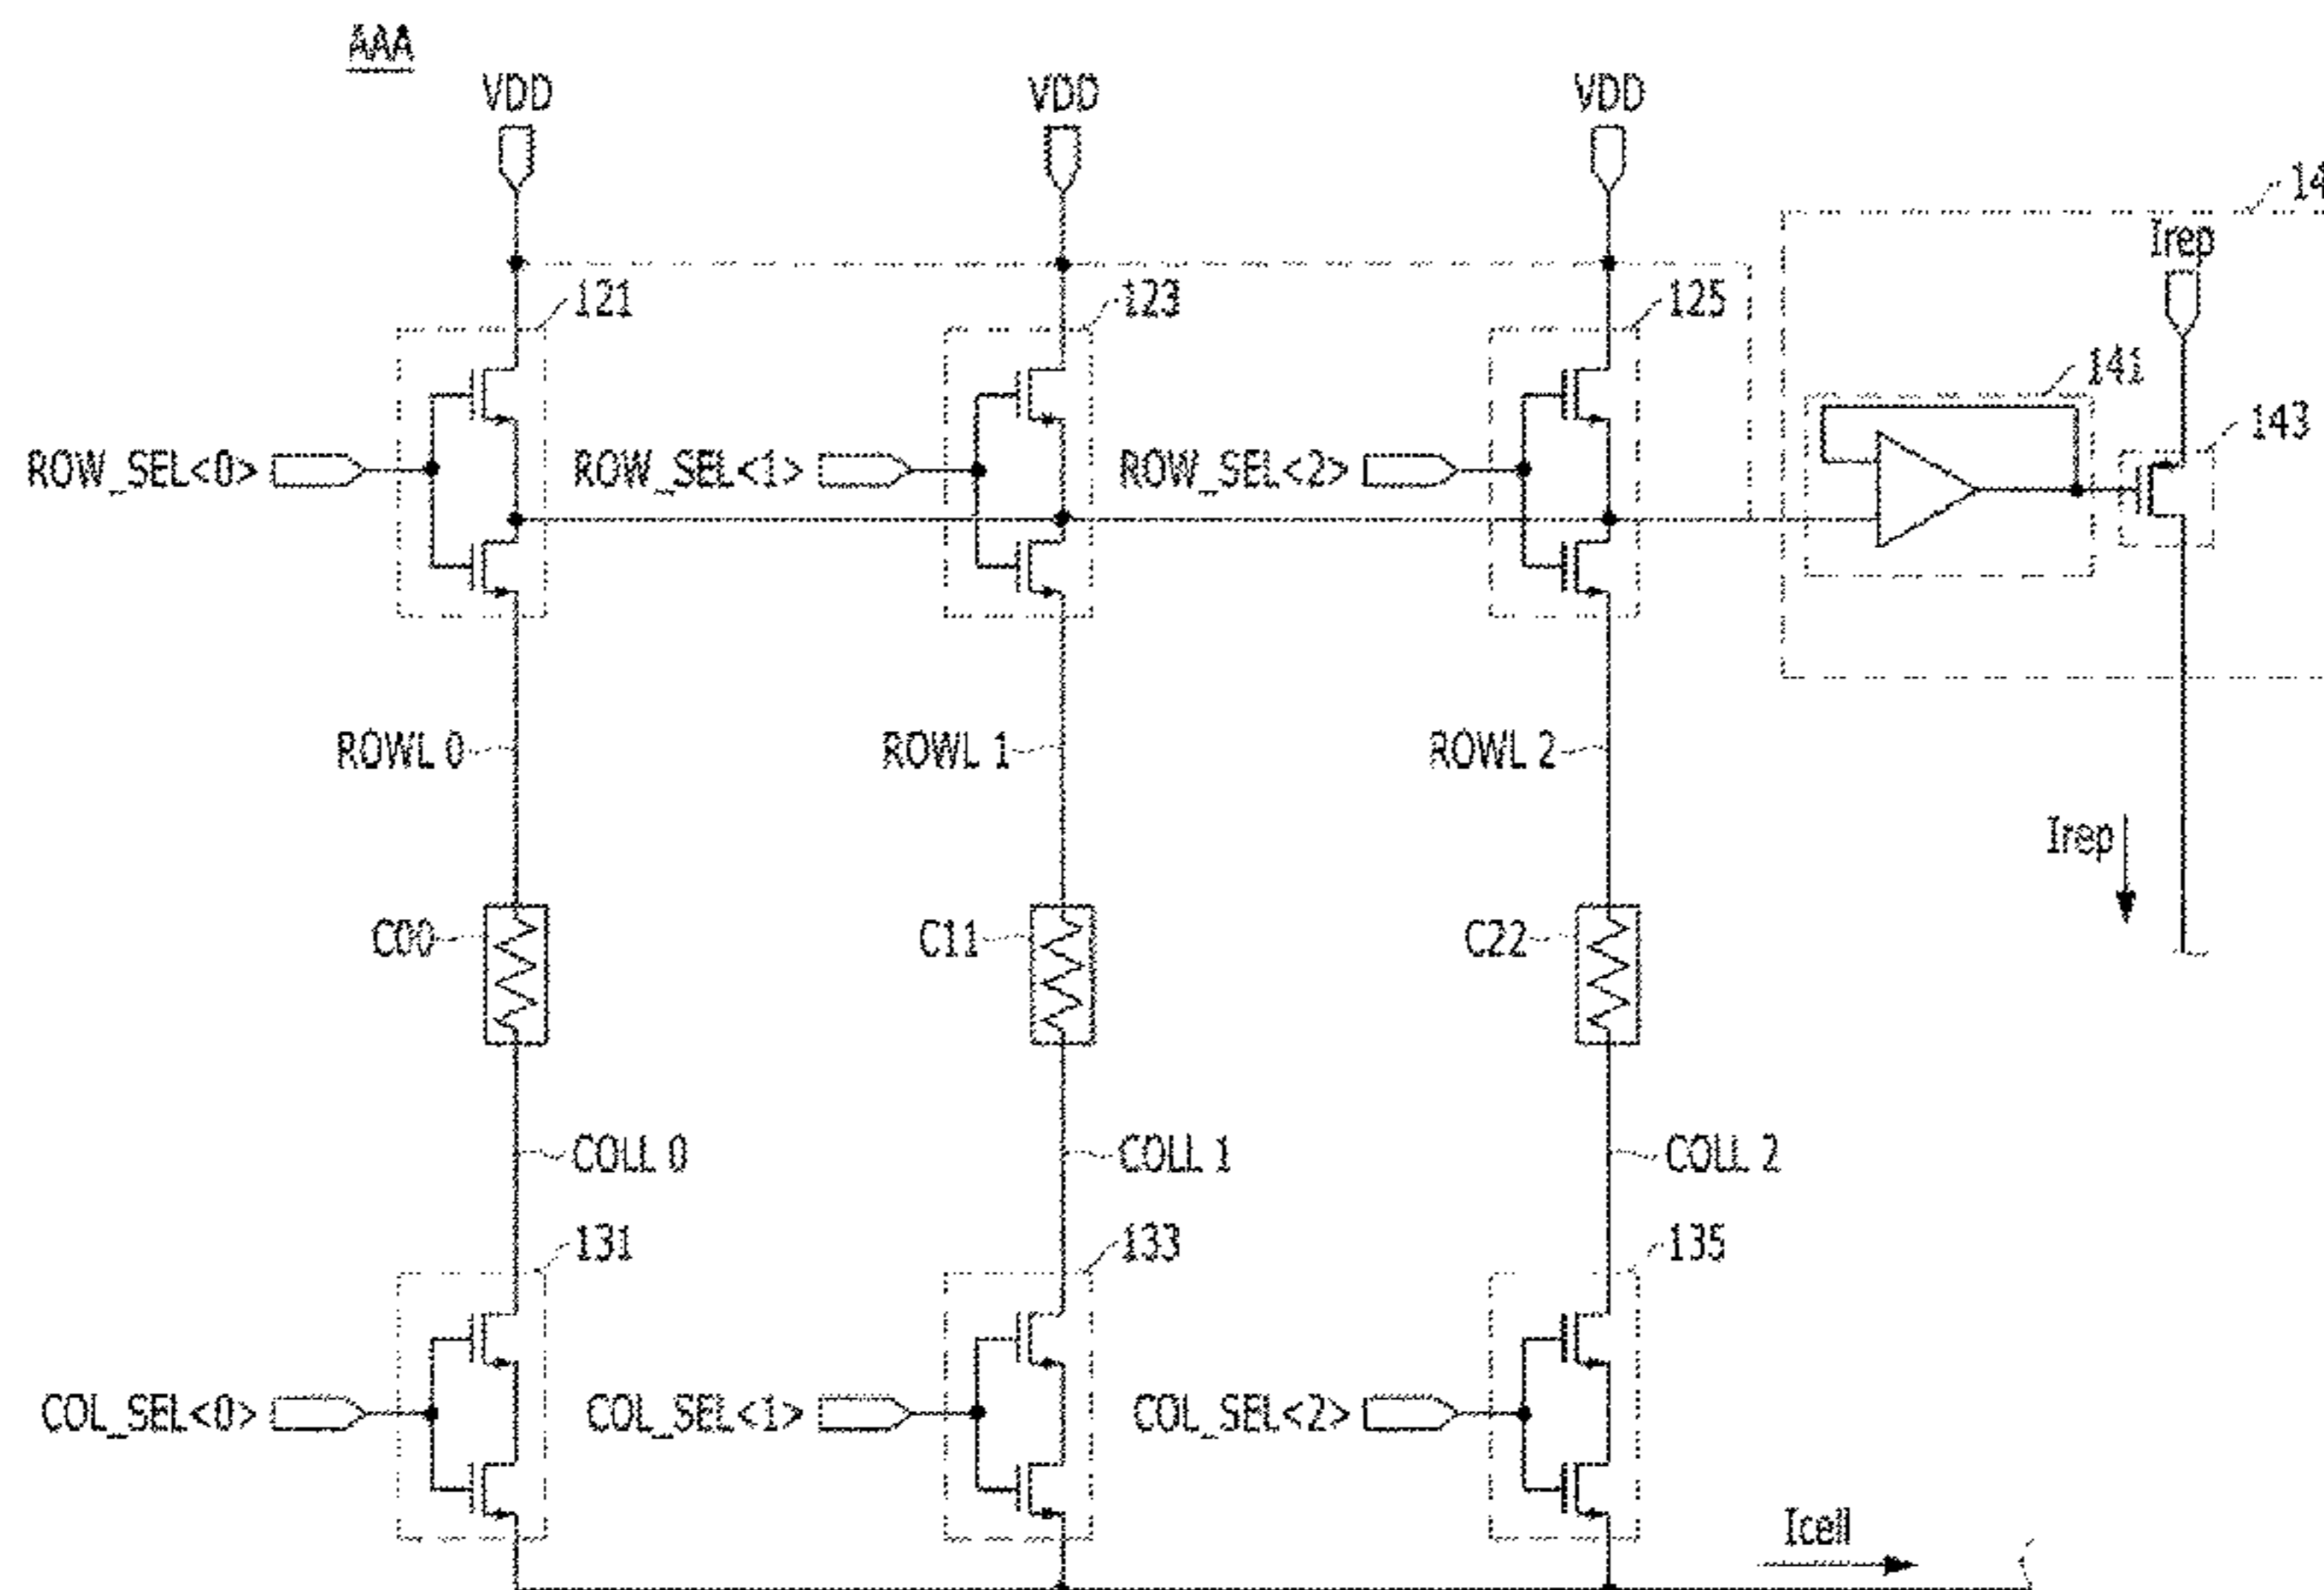 AAA
VDD VDD VDD
Irep
121 123 125
141
143
ROW_SEL<0> ROW_SEL<1> ROW_SEL<2>
ROWL 0 ROWL 1 ROWL 2
Irep
C00 C11 C22
COLL 0 COLL 1 COLL 2
131 133 135
COL_SEL<0> COL_SEL<1> COL_SEL<2>
Icell